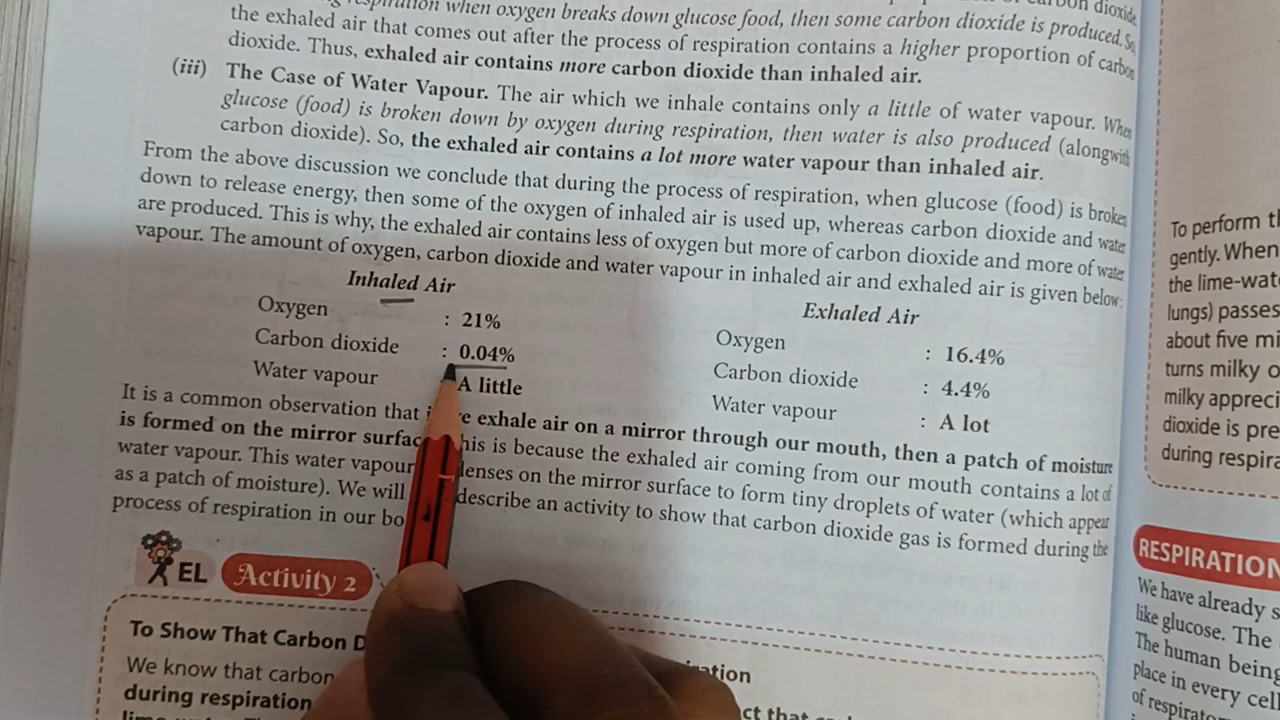 when oxygen breaks down glucose food, then some carbon dioxide is produced. So,
the exhaled air that comes out after the process of respiration contains a higher proportion of carbon
dioxide. Thus, exhaled air contains more carbon dioxide than inhaled air.
(iii) The Case of Water Vapour. The air which we inhale contains only a little of water vapour. When
glucose (food) is broken down by oxygen during respiration, then water is also produced (alongwith
carbon dioxide). So, the exhaled air contains a lot more water vapour than inhaled air.
From the above discussion we conclude that during the process of respiration, when glucose (food) is broken
down to release energy, then some of the oxygen of inhaled air is used up, whereas carbon dioxide and water
are produced. This is why, the exhaled air contains less of oxygen but more of carbon dioxide and more of water
vapour. The amount of oxygen, carbon dioxide and water vapour in inhaled air and exhaled air is given below:
Inhaled Air
Oxygen : 21%
Carbon dioxide : 0.04%
Water vapour A little
Exhaled Air
Oxygen : 16.4%
Carbon dioxide : 4.4%
Water vapour : A lot
It is a common observation that exhale air on a mirror through our mouth, then a patch of moisture
is formed on the mirror is because the exhaled air coming from our mouth contains a lot of
water vapour. This water vapour on the mirror surface to form tiny droplets of water (which appear
as a patch of moisture). We will describe an activity to show that carbon dioxide gas is formed during the
process of respiration in our
EL Activity 2
To Show That Carbon
We know that carbon
during respiration
To perform
gently. When
the lime-
lungs) passes
about five
turns milky
milky
dioxide is
during
RESPIRATION
We have already
like glucose. The
The human
place in every
of